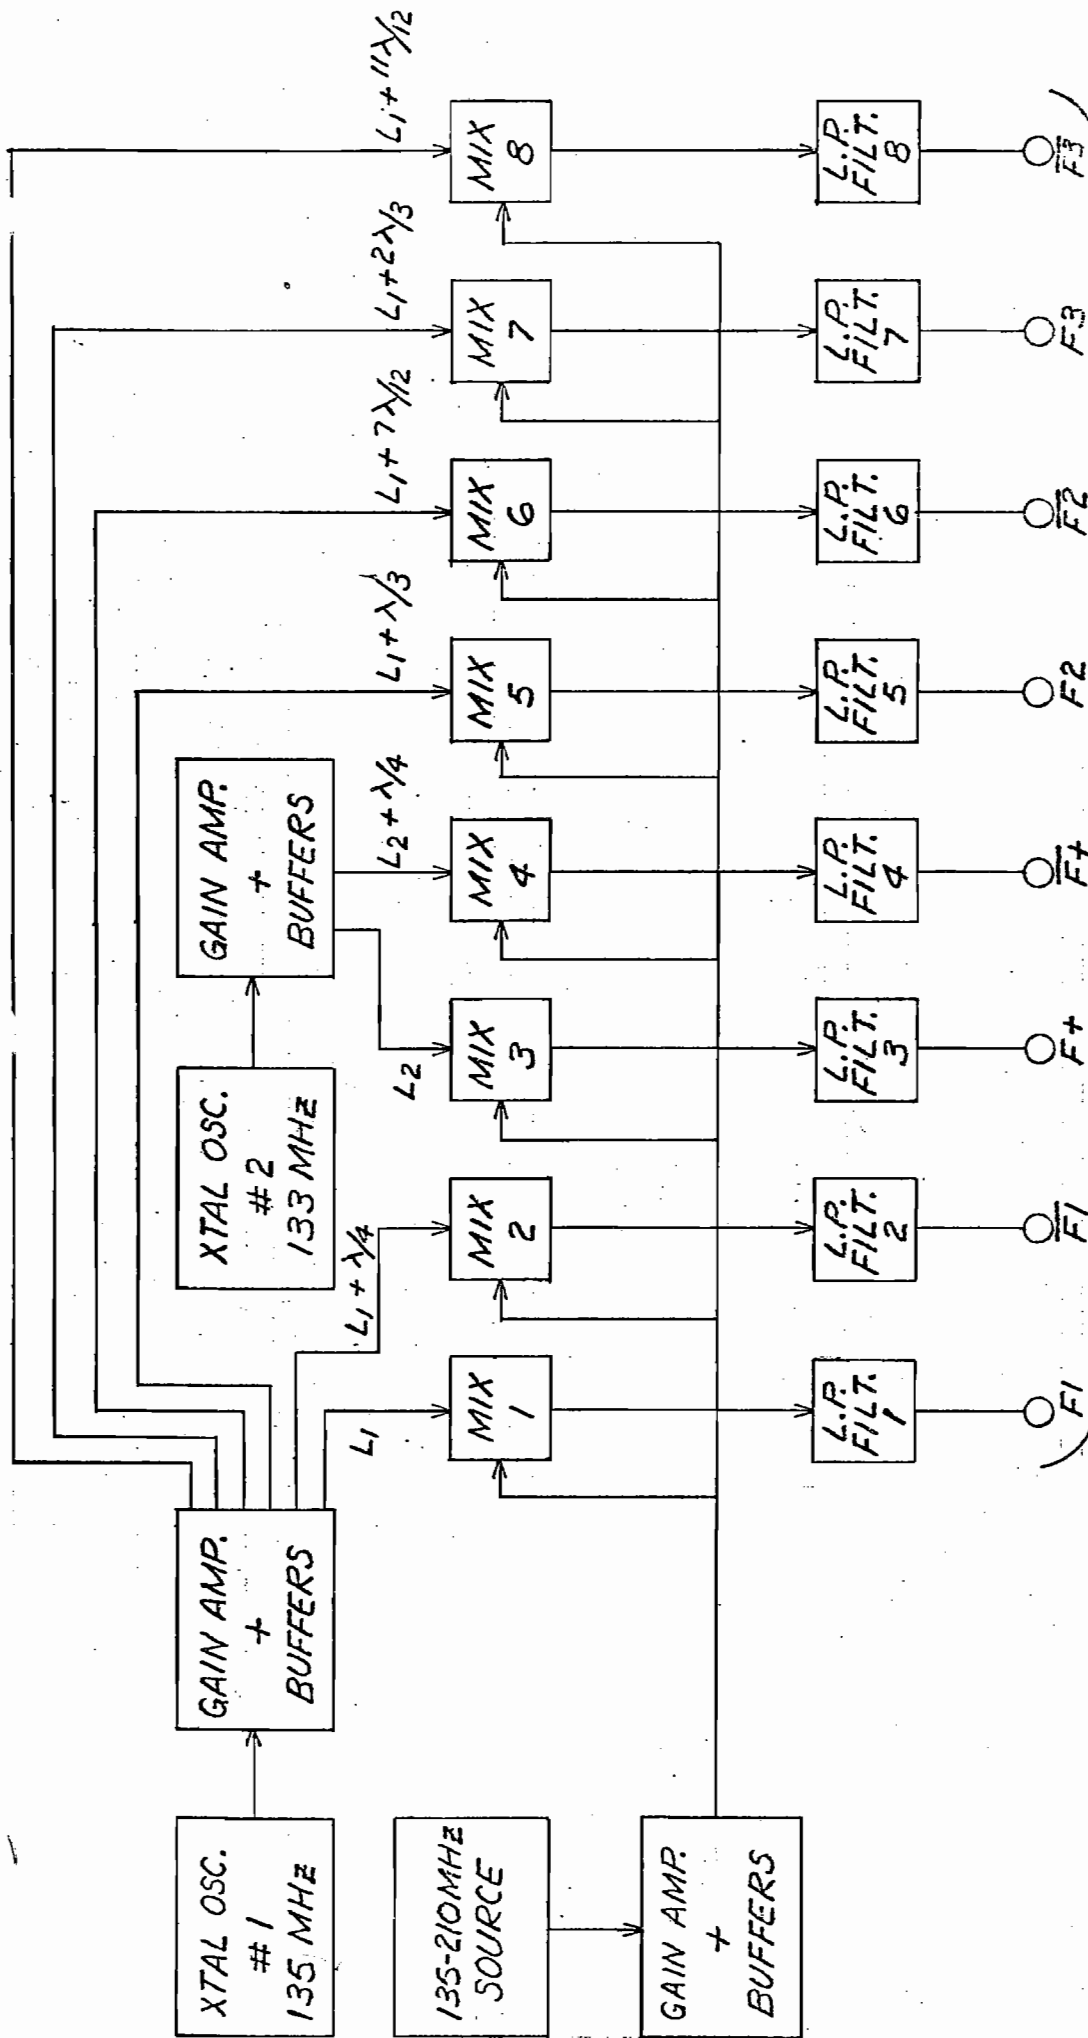 XTAL OSC.
#1
135 MHz
GAIN AMP.
+
BUFFERS
XTAL OSC.
#2
133 MHz
GAIN AMP.
+
BUFFERS
135-210MHz
SOURCE
GAIN AMP.
+
BUFFERS
L1
L1 + λ/4
L2
L2 + λ/4
L1 + λ/3
L1 + 7λ/12
L1 + 2λ/3
L1 + 11λ/12
MIX
1
MIX
2
MIX
3
MIX
4
MIX
5
MIX
6
MIX
7
MIX
8
L.P.
FILT.
1
L.P.
FILT.
2
L.P.
FILT.
3
L.P.
FILT.
4
L.P.
FILT.
5
L.P.
FILT.
6
L.P.
FILT.
7
L.P.
FILT.
8
F1
F̅1̅
F+
F̅+̅
F2
F̅2̅
F3
F̅3̅